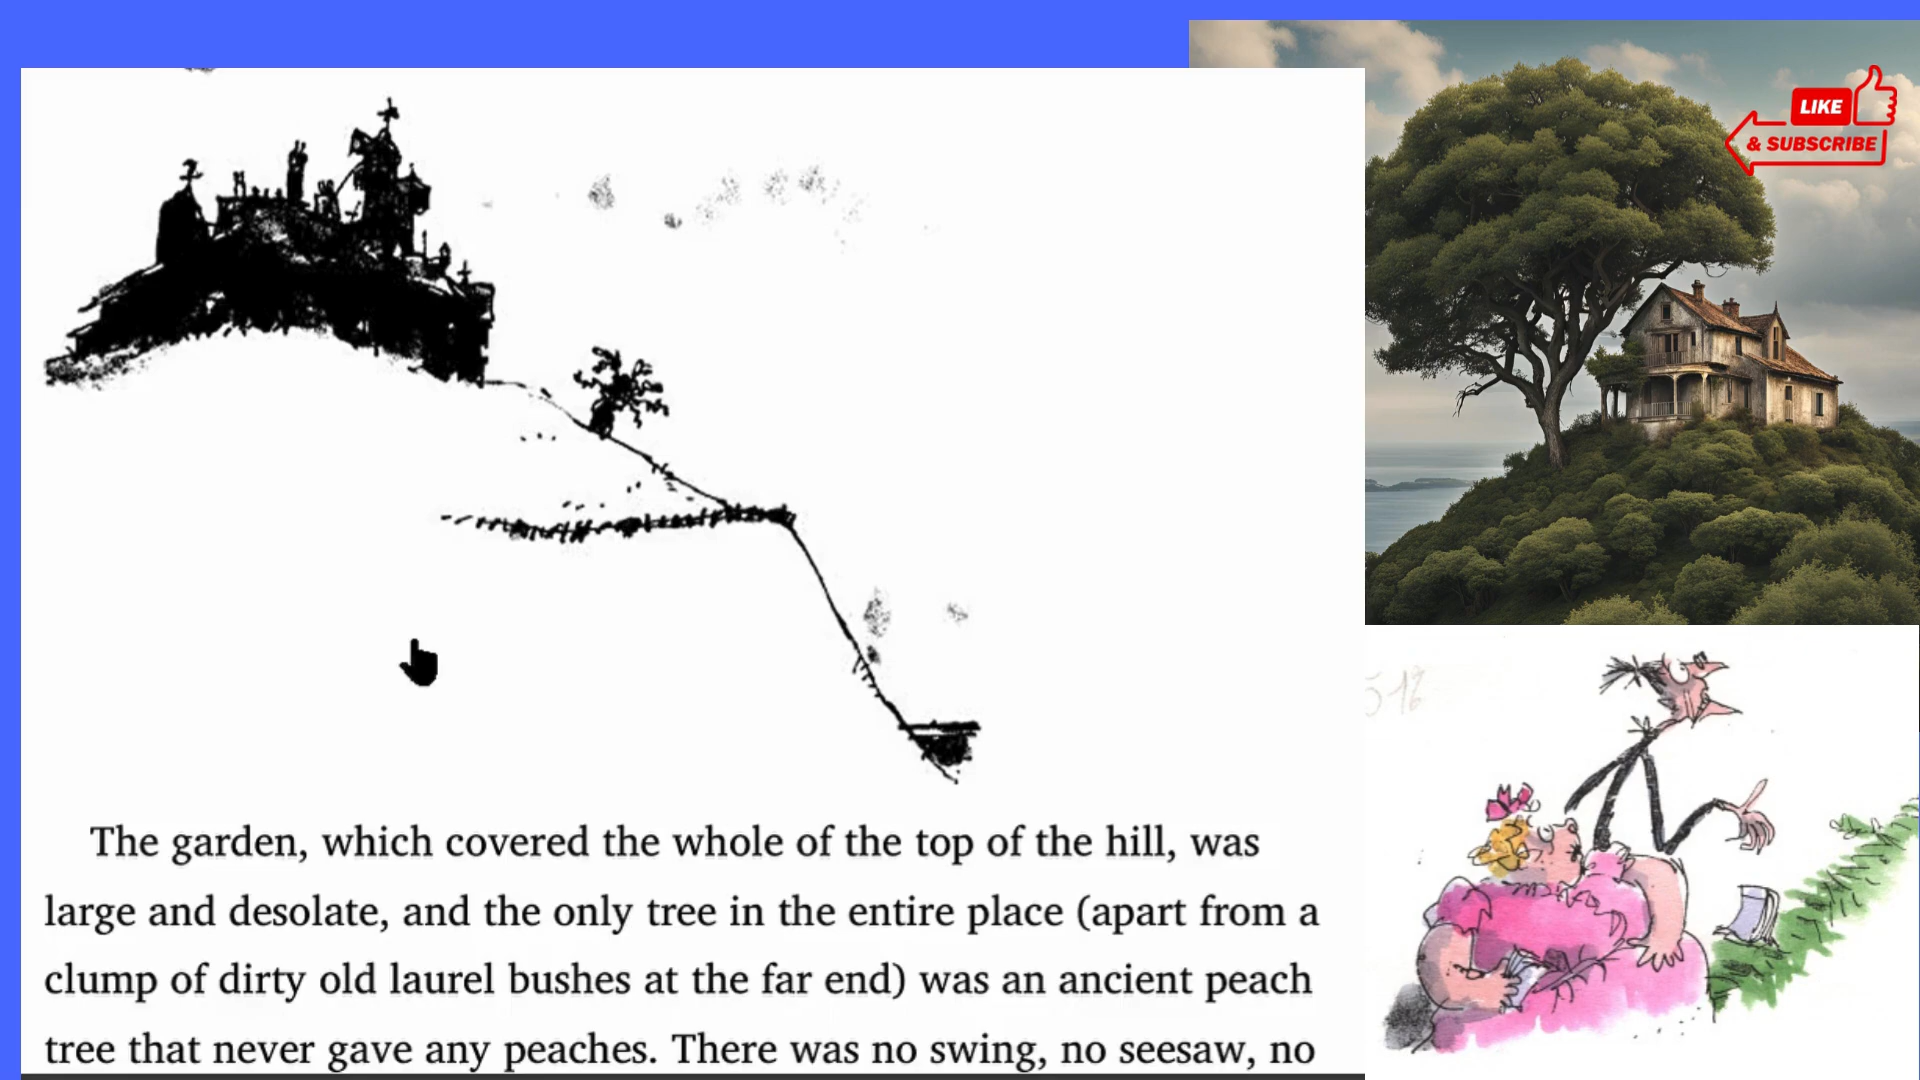 LIKE
& SUBSCRIBE
The garden, which covered the whole of the top of the hill, was
large and desolate, and the only tree in the entire place (apart from a
clump of dirty old laurel bushes at the far end) was an ancient peach
tree that never gave any peaches. There was no swing, no seesaw, no